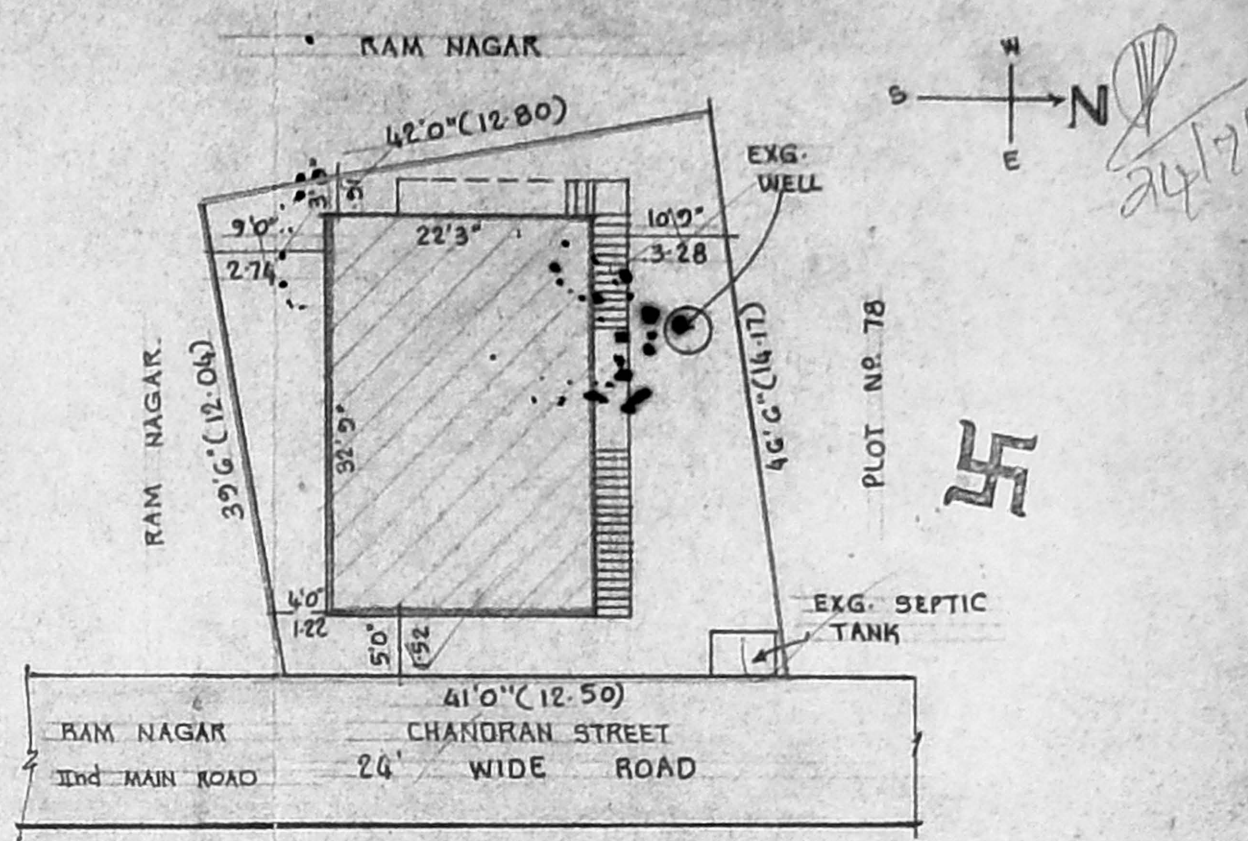 RAM NAGAR
W
S
N
E
24/7
42'0"(12·80)
EXG.
WELL
3'
9'0"
2·74
22'3"
10'9"
3·28
RAM NAGAR.
39'6"(12·04)
32'9"
46'6"(14·17)
PLOT Nº 78
4'0"
1·22
5'0"
1·52
EXG. SEPTIC
TANK
41'0"(12·50)
RAM NAGAR
CHANDRAN STREET
IInd MAIN ROAD
24' WIDE ROAD